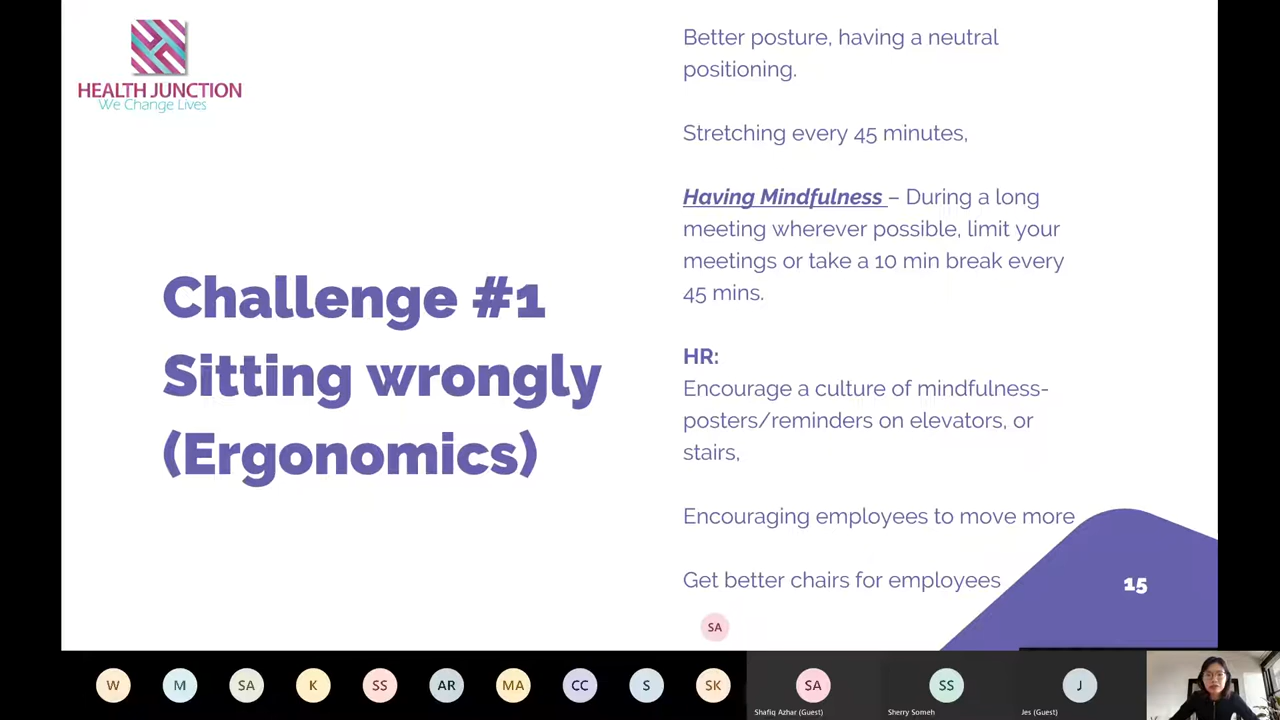 HEALTH JUNCTION
We Change Lives
Challenge #1
Sitting wrongly
(Ergonomics)
Better posture, having a neutral
positioning.
Stretching every 45 minutes,
Having Mindfulness – During a long
meeting wherever possible, limit your
meetings or take a 10 min break every
45 mins.
HR:
Encourage a culture of mindfulness-
posters/reminders on elevators, or
stairs,
Encouraging employees to move more
Get better chairs for employees
15
SA
W
M
SA
K
SS
AR
MA
CC
S
SK
SA
SS
J
Shafiq Azhar (Guest)
Sherry Someh
Jes (Guest)